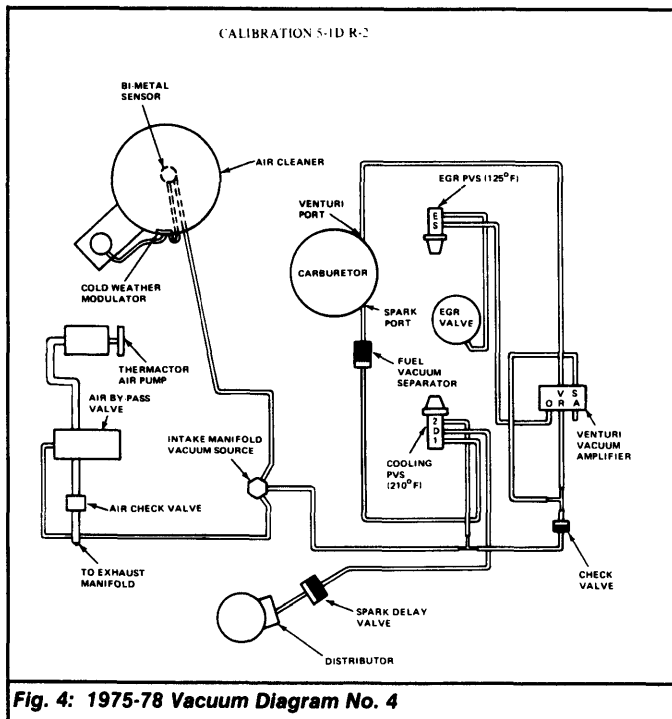 CALIBRATION 5-1D R-2
BI-METAL
SENSOR
AIR CLEANER
EGR PVS (125°F)
VENTURI
PORT
E
S
CARBURETOR
COLD WEATHER
MODULATOR
SPARK
PORT
EGR
VALVE
THERMACTOR
AIR PUMP
FUEL
VACUUM
SEPARATOR
AIR BY-PASS
VALVE
V S
O R A
INTAKE MANIFOLD
VACUUM SOURCE
2
D
1
COOLING
PVS
(210°F)
VENTURI
VACUUM
AMPLIFIER
AIR CHECK VALVE
TO EXHAUST
MANIFOLD
CHECK
VALVE
SPARK DELAY
VALVE
DISTRIBUTOR
Fig. 4: 1975-78 Vacuum Diagram No. 4